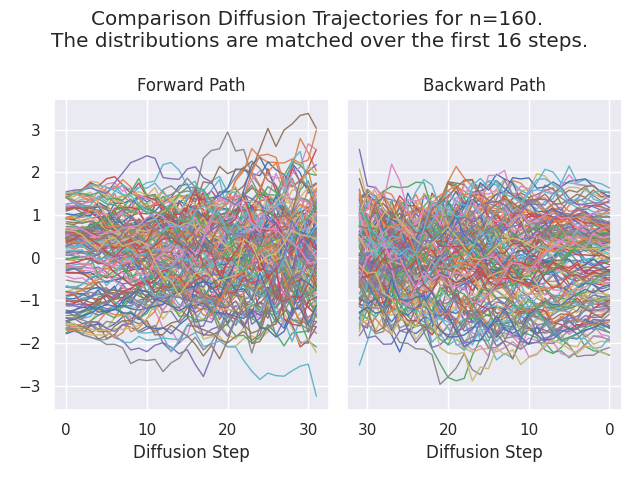 Comparison Diffusion Trajectories for n=160.
The distributions are matched over the first 16 steps.
Forward Path
Backward Path
3
2
1
0
−1
−2
−3
0 10 20 30
30 20 10 0
Diffusion Step
Diffusion Step